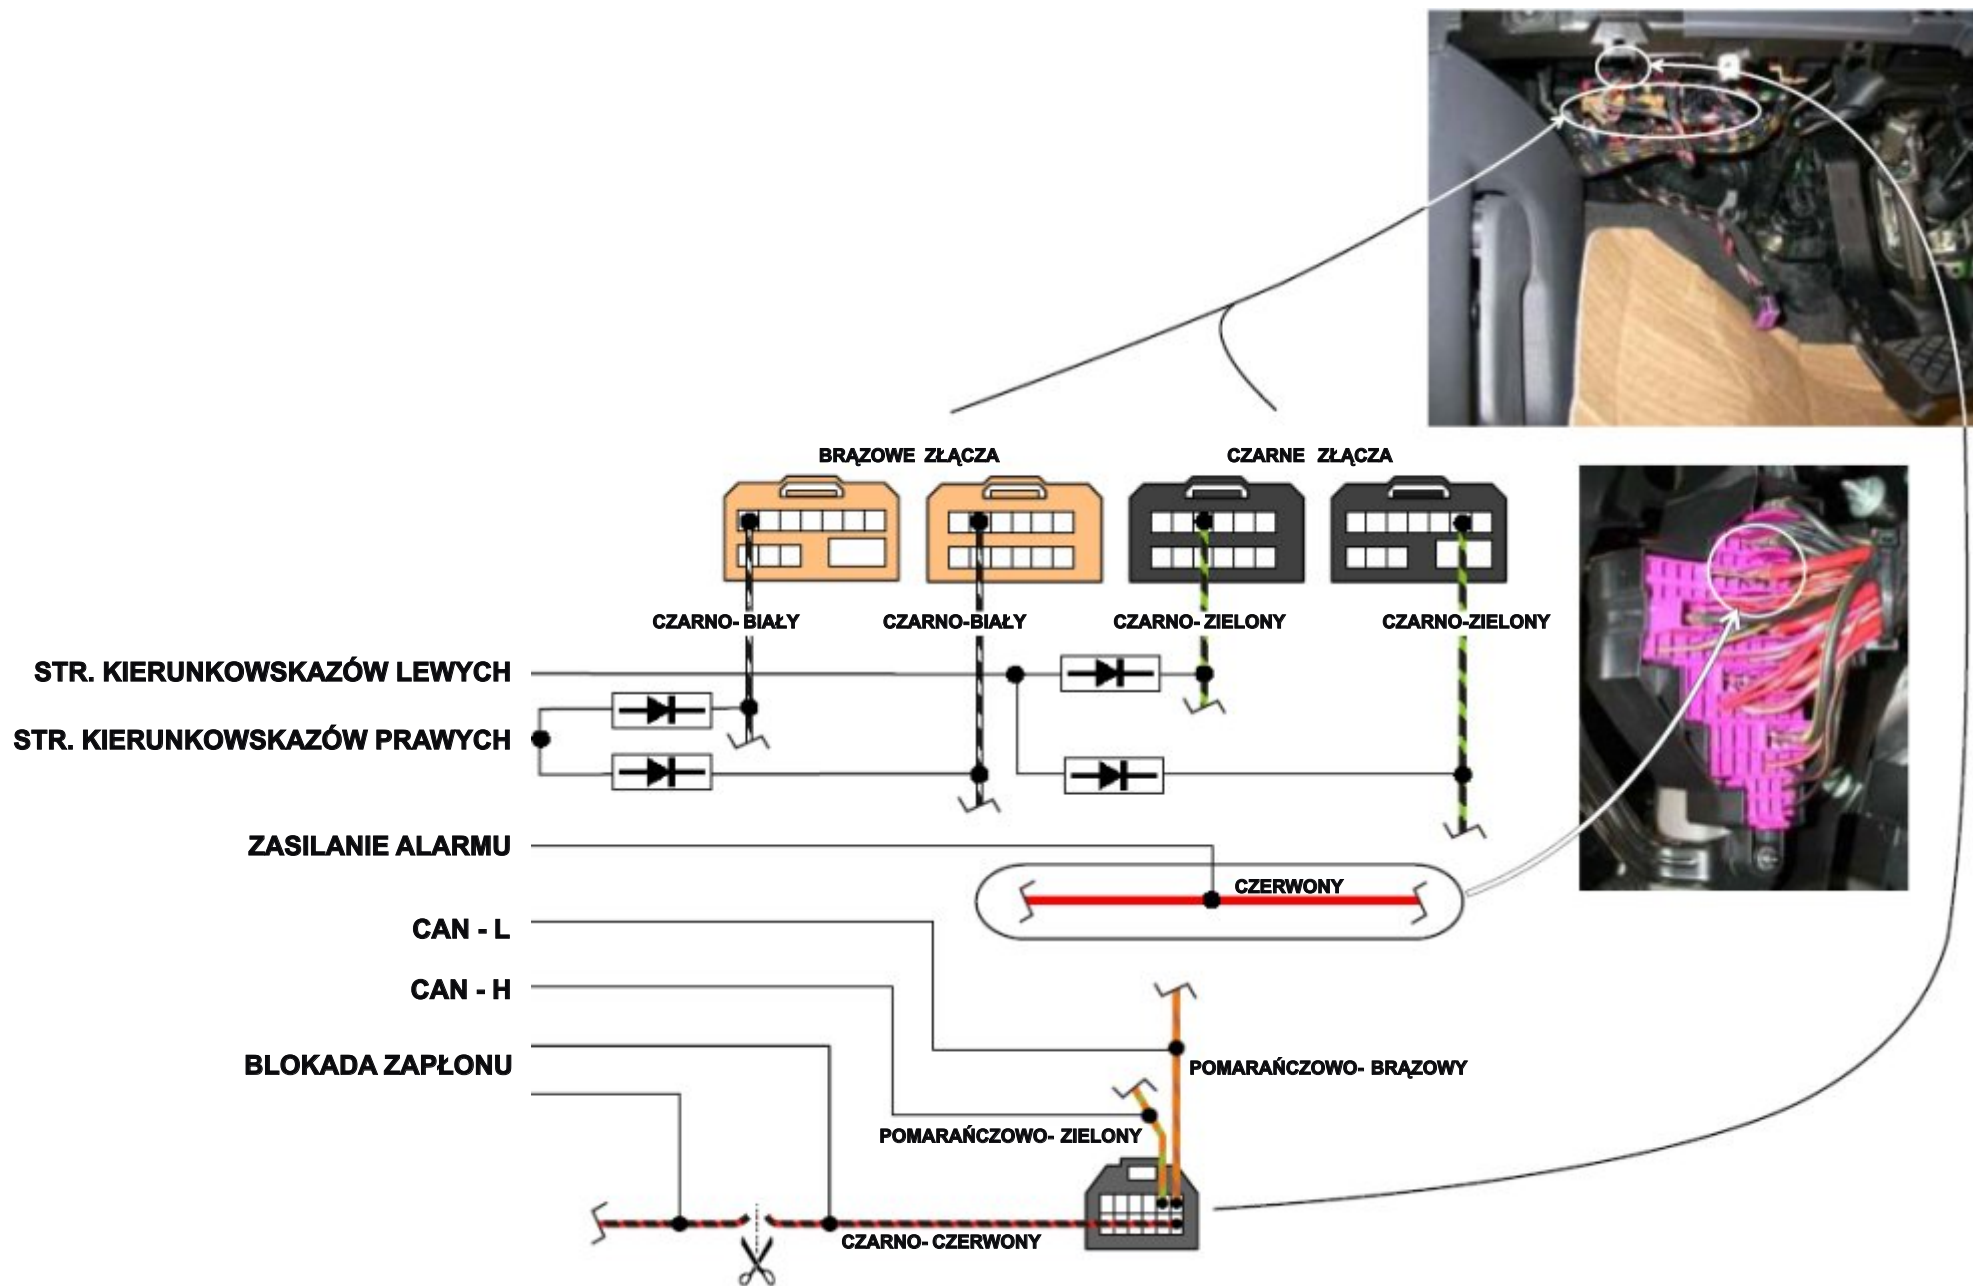 BRĄZOWE ZŁĄCZA
CZARNE ZŁĄCZA
CZARNO- BIAŁY
CZARNO-BIAŁY
CZARNO- ZIELONY
CZARNO-ZIELONY
STR. KIERUNKOWSKAZÓW LEWYCH
STR. KIERUNKOWSKAZÓW PRAWYCH
ZASILANIE ALARMU
CZERWONY
CAN - L
CAN - H
BLOKADA ZAPŁONU
POMARAŃCZOWO- BRĄZOWY
POMARAŃCZOWO- ZIELONY
CZARNO- CZERWONY